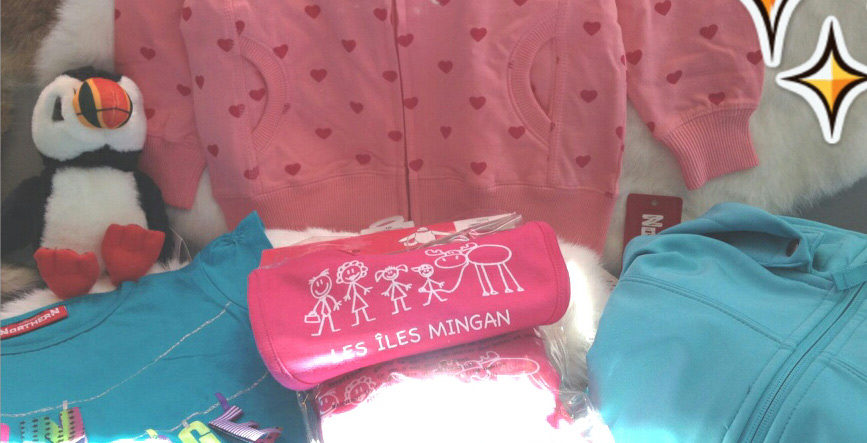 NORTHERN
LES ÎLES MINGAN